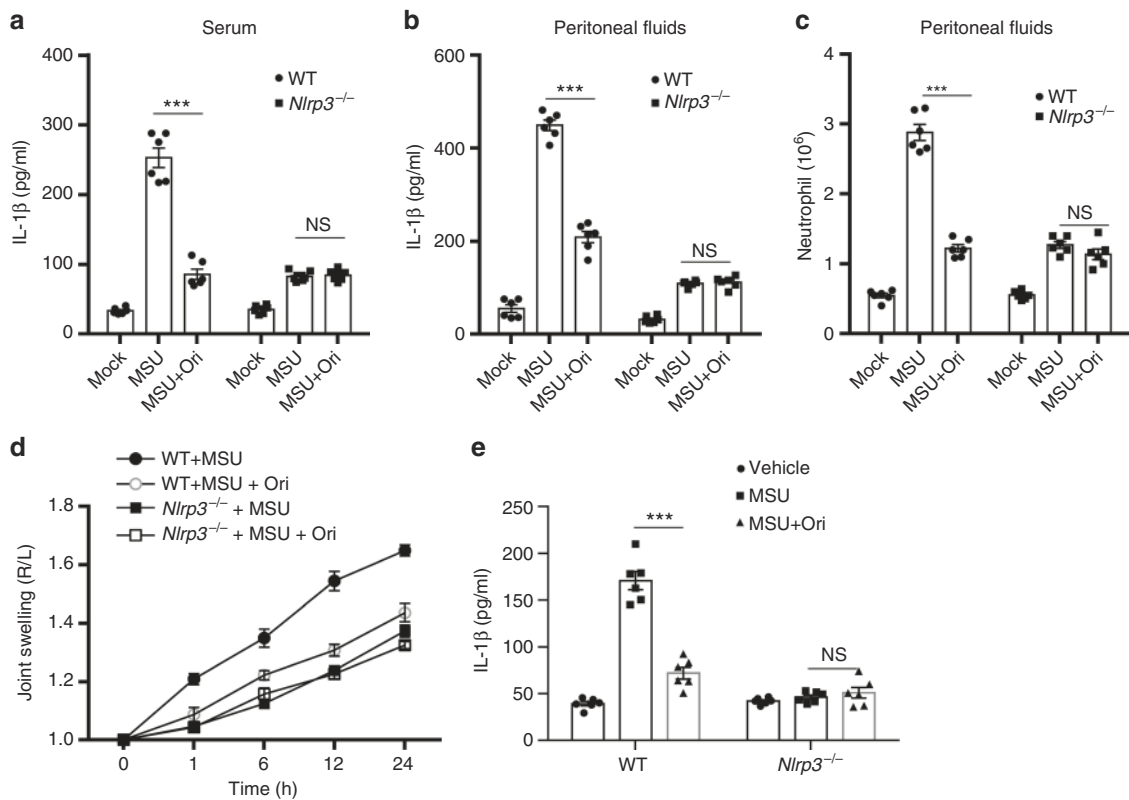 a
Serum
IL-1β (pg/ml)
400
300
200
100
0
WT
Nlrp3⁻/⁻
***
NS
Mock
MSU
MSU+Ori
Mock
MSU
MSU+Ori
b
Peritoneal fluids
IL-1β (pg/ml)
600
400
200
0
WT
Nlrp3⁻/⁻
***
NS
Mock
MSU
MSU+Ori
Mock
MSU
MSU+Ori
c
Peritoneal fluids
Neutrophil (10⁶)
4
3
2
1
0
WT
Nlrp3⁻/⁻
***
NS
Mock
MSU
MSU+Ori
Mock
MSU
MSU+Ori
d
WT+MSU
WT+MSU + Ori
Nlrp3⁻/⁻ + MSU
Nlrp3⁻/⁻ + MSU + Ori
Joint swelling (R/L)
1.8
1.6
1.4
1.2
1.0
0
1
6
12
24
Time (h)
e
Vehicle
MSU
MSU+Ori
IL-1β (pg/ml)
250
200
150
100
50
0
***
NS
WT
Nlrp3⁻/⁻